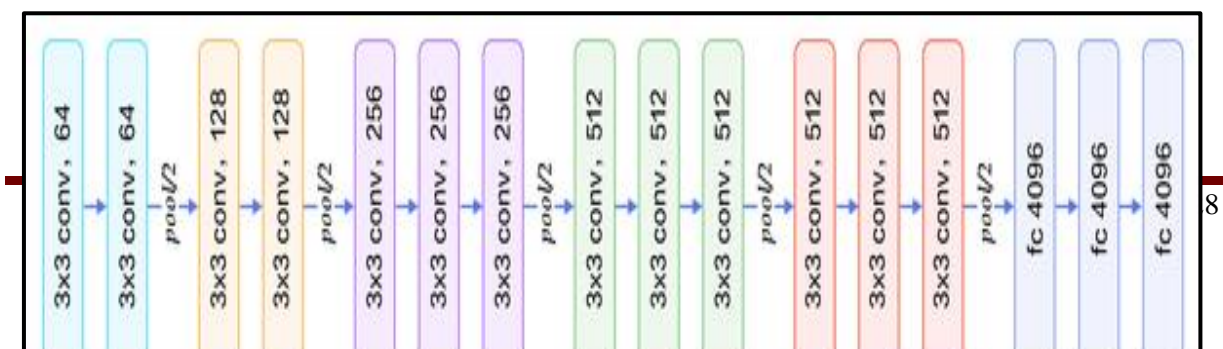 3x3 conv, 64
3x3 conv, 64
pool/2
3x3 conv, 128
3x3 conv, 128
pool/2
3x3 conv, 256
3x3 conv, 256
3x3 conv, 256
pool/2
3x3 conv, 512
3x3 conv, 512
3x3 conv, 512
pool/2
3x3 conv, 512
3x3 conv, 512
3x3 conv, 512
pool/2
fc 4096
fc 4096
fc 4096
8